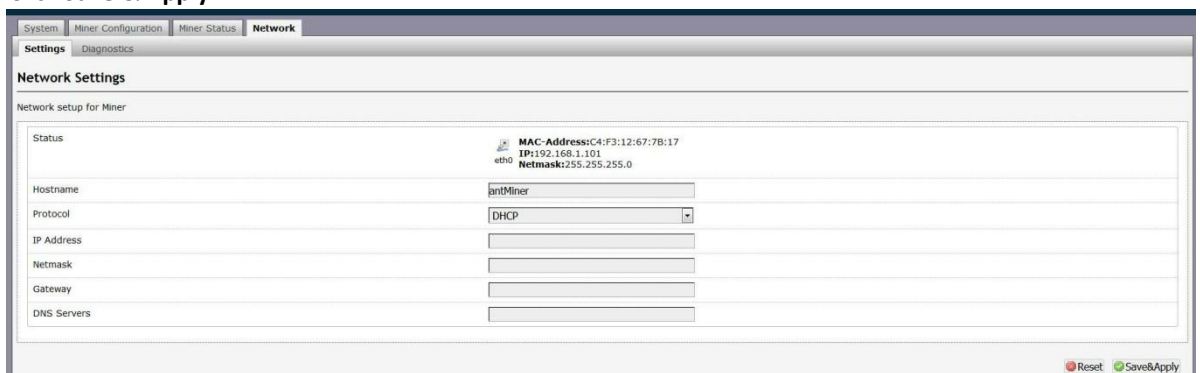 System Miner Configuration Miner Status Network
Settings Diagnostics
Network Settings
Network setup for Miner
Status
eth0
MAC-Address:C4:F3:12:67:7B:17
IP:192.168.1.101
Netmask:255.255.255.0
Hostname antMiner
Protocol DHCP
IP Address
Netmask
Gateway
DNS Servers
Reset Save&Apply